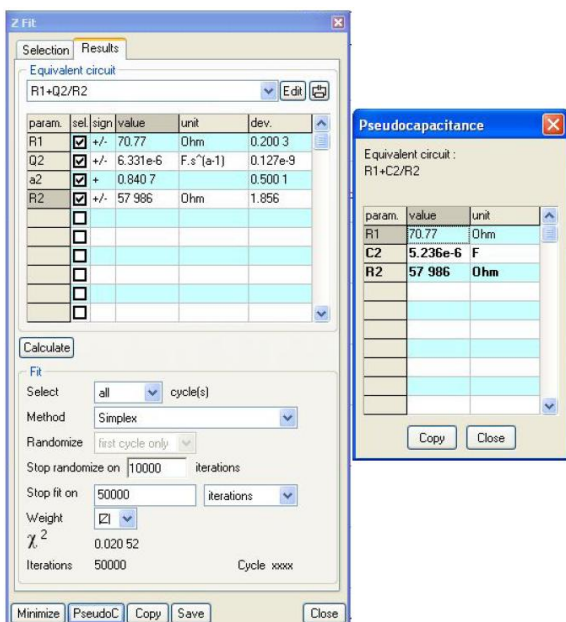 Z Fit
Selection Results
Equivalent circuit
R1+Q2/R2 Edit
param. sel. sign value unit dev.
R1 +/- 70.77 Ohm 0.200 3
Q2 +/- 6.331e-6 F.s^(a-1) 0.127e-9
a2 + 0.840 7 0.500 1
R2 +/- 57 986 Ohm 1.856
Calculate
Fit
Select all cycle(s)
Method Simplex
Randomize first cycle only
Stop randomize on 10000 iterations
Stop fit on 50000 iterations
Weight |Z|
χ 2 0.020 52
Iterations 50000 Cycle xxxx
Minimize PseudoC Copy Save Close
Pseudocapacitance
Equivalent circuit :
R1+C2/R2
param. value unit
R1 70.77 Ohm
C2 5.236e-6 F
R2 57 986 Ohm
Copy Close